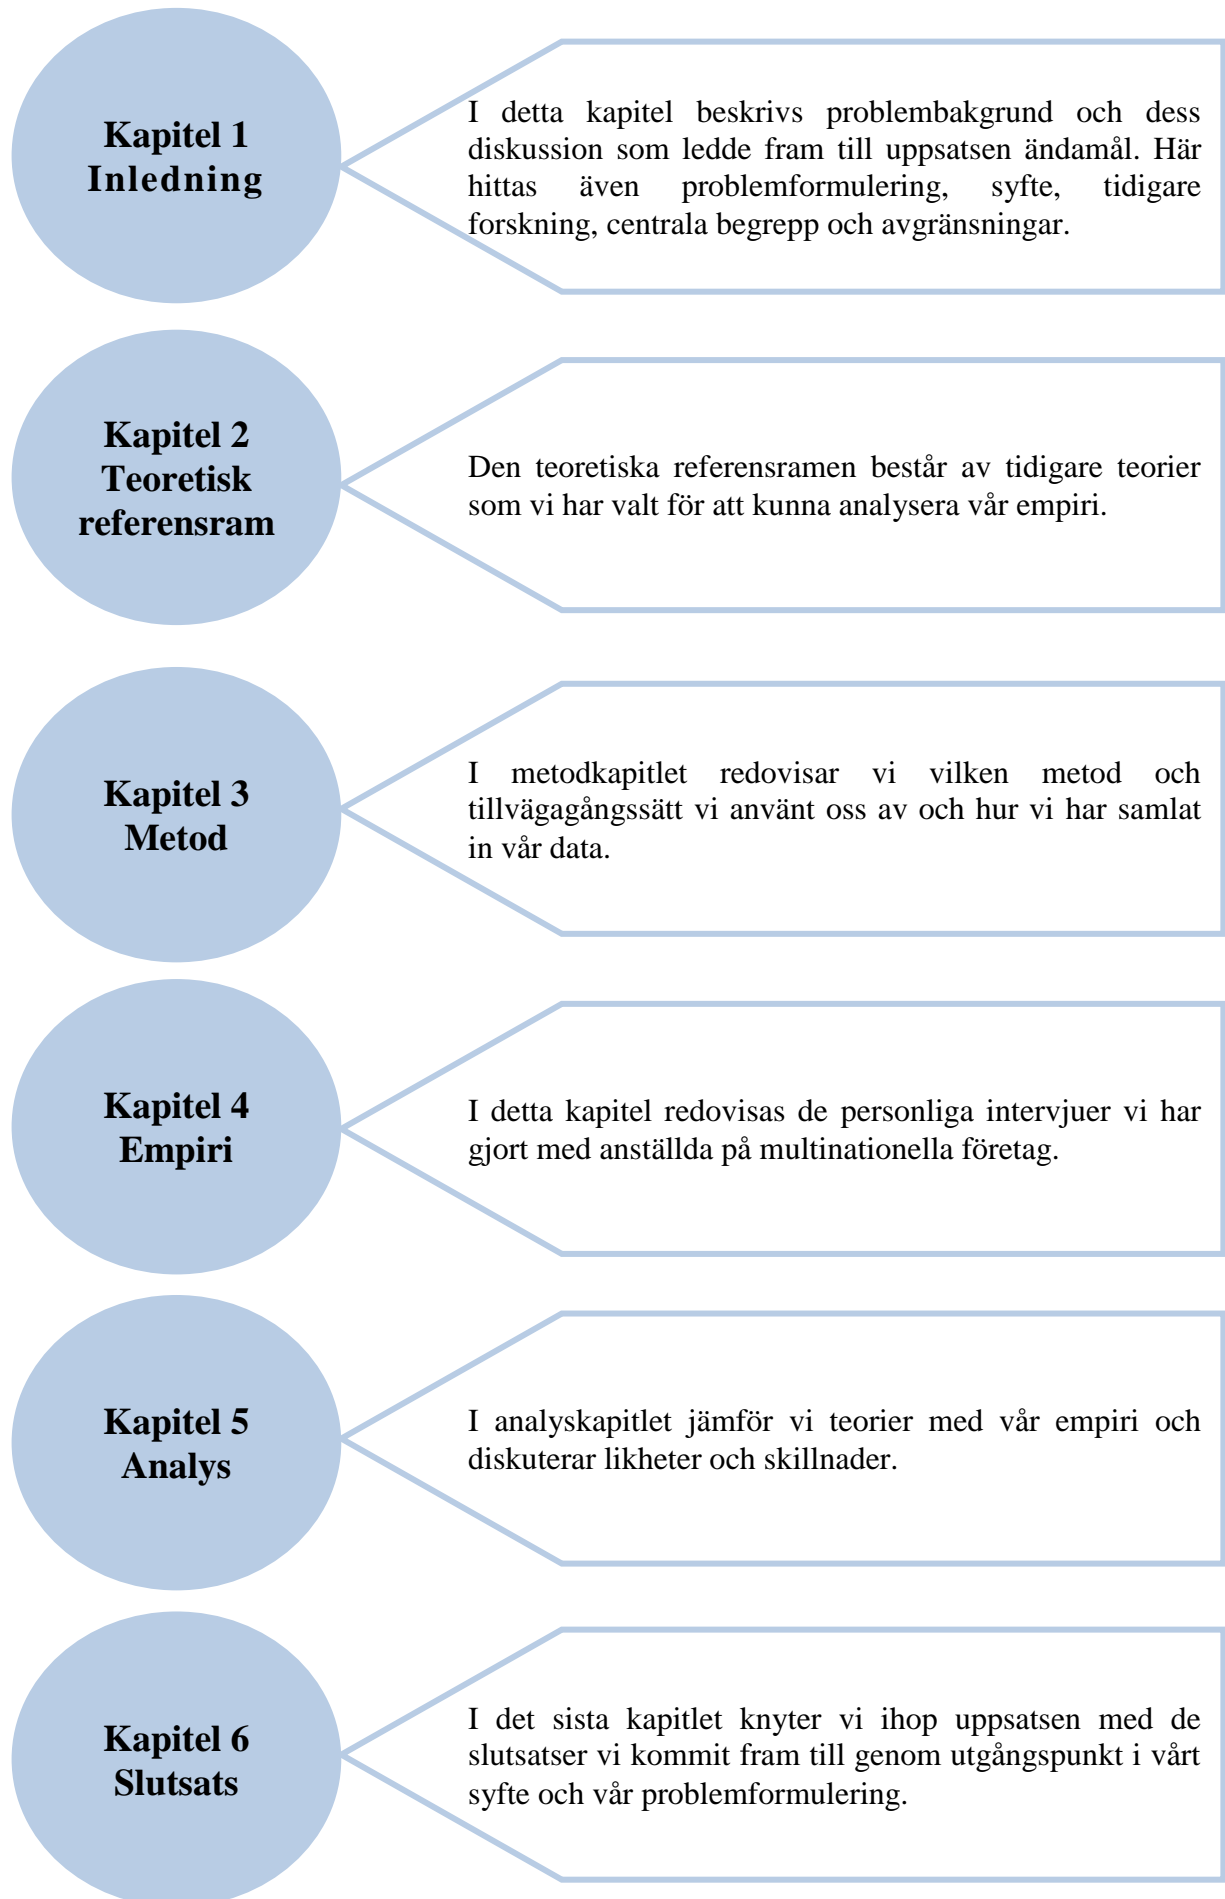 Kapitel 1
Inledning
I detta kapitel beskrivs problembakgrund och dess
diskussion som ledde fram till uppsatsen ändamål. Här
hittas även problemformulering, syfte, tidigare
forskning, centrala begrepp och avgränsningar.
Kapitel 2
Teoretisk
referensram
Den teoretiska referensramen består av tidigare teorier
som vi har valt för att kunna analysera vår empiri.
Kapitel 3
Metod
I metodkapitlet redovisar vi vilken metod och
tillvägagångssätt vi använt oss av och hur vi har samlat
in vår data.
Kapitel 4
Empiri
I detta kapitel redovisas de personliga intervjuer vi har
gjort med anställda på multinationella företag.
Kapitel 5
Analys
I analyskapitlet jämför vi teorier med vår empiri och
diskuterar likheter och skillnader.
Kapitel 6
Slutsats
I det sista kapitlet knyter vi ihop uppsatsen med de
slutsatser vi kommit fram till genom utgångspunkt i vårt
syfte och vår problemformulering.